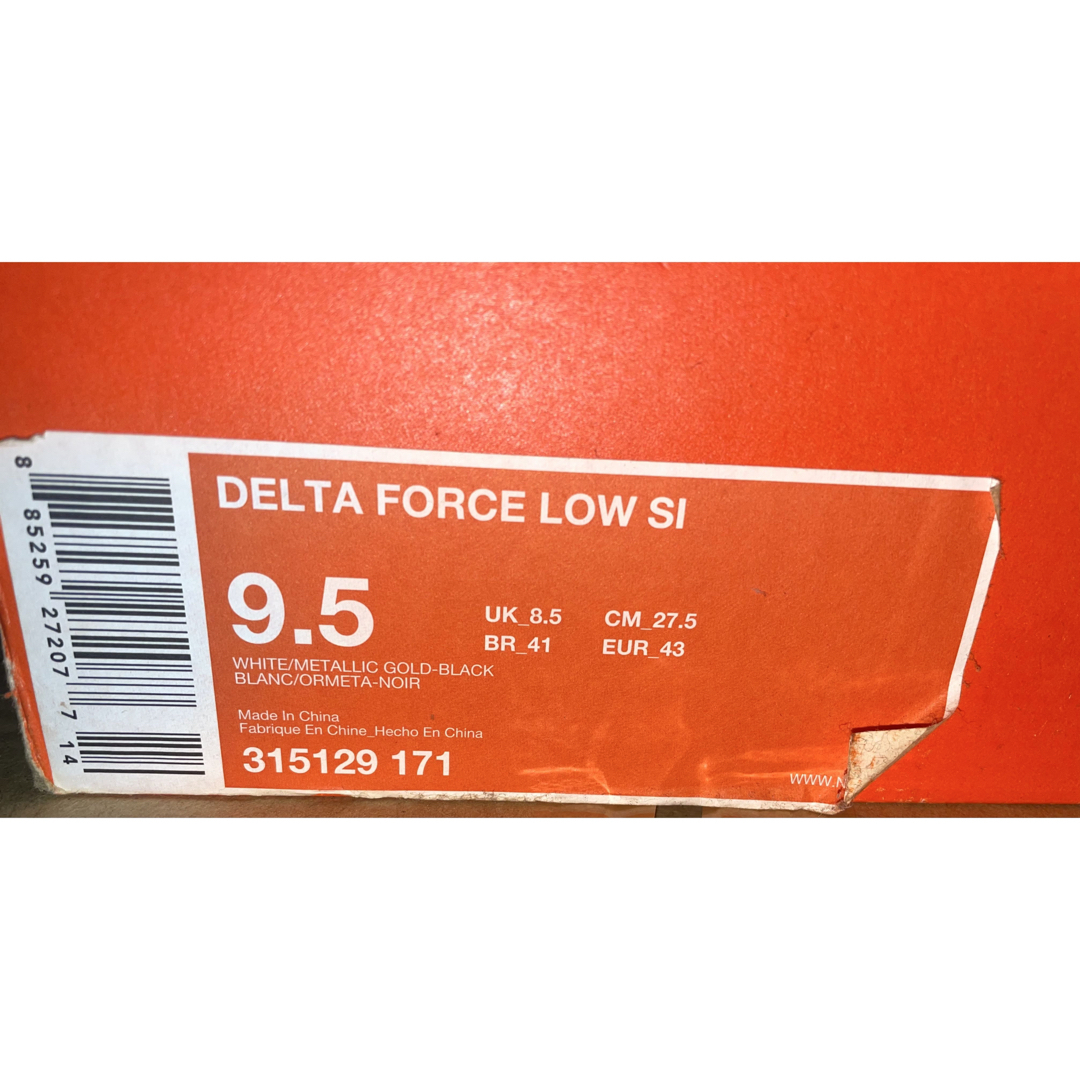 DELTA FORCE LOW SI
9.5
UK_8.5 CM_27.5
BR_41 EUR_43
WHITE/METALLIC GOLD-BLACK
BLANC/ORMETA-NOIR
Made In China
Fabrique En Chine_Hecho En China
315129 171
8 85259 27207 7 14